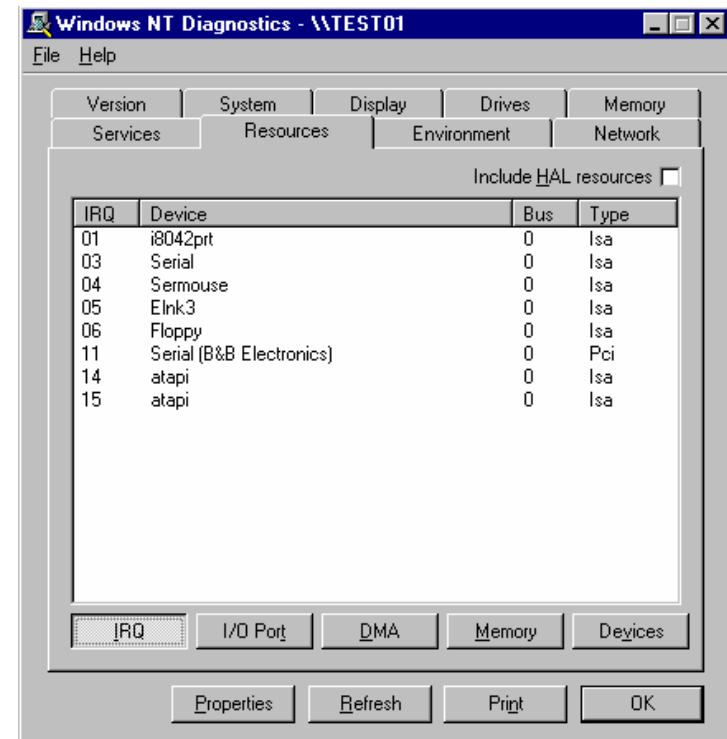 Windows NT Diagnostics - \\TEST01
File Help
Version System Display Drives Memory
Services Resources Environment Network
Include HAL resources
IRQ Device Bus Type
01 i8042prt 0 Isa
03 Serial 0 Isa
04 Sermouse 0 Isa
05 Elnk3 0 Isa
06 Floppy 0 Isa
11 Serial (B&B Electronics) 0 Pci
14 atapi 0 Isa
15 atapi 0 Isa
IRQ I/O Port DMA Memory Devices
Properties Refresh Print OK